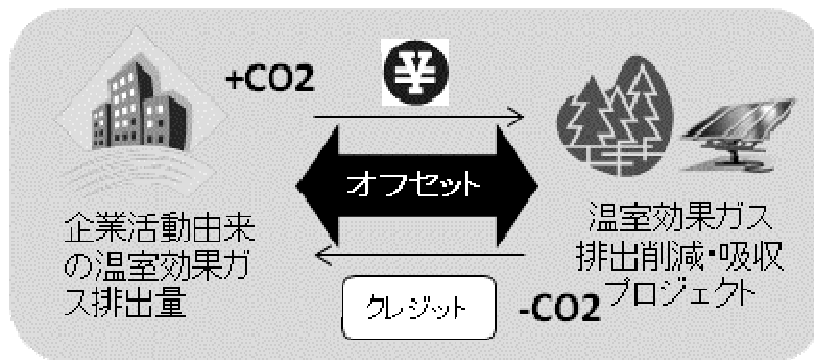 +CO2
¥
オフセット
企業活動由来
の温室効果ガ
ス排出量
温室効果ガス
排出削減・吸収
プロジェクト
クレジット
-CO2